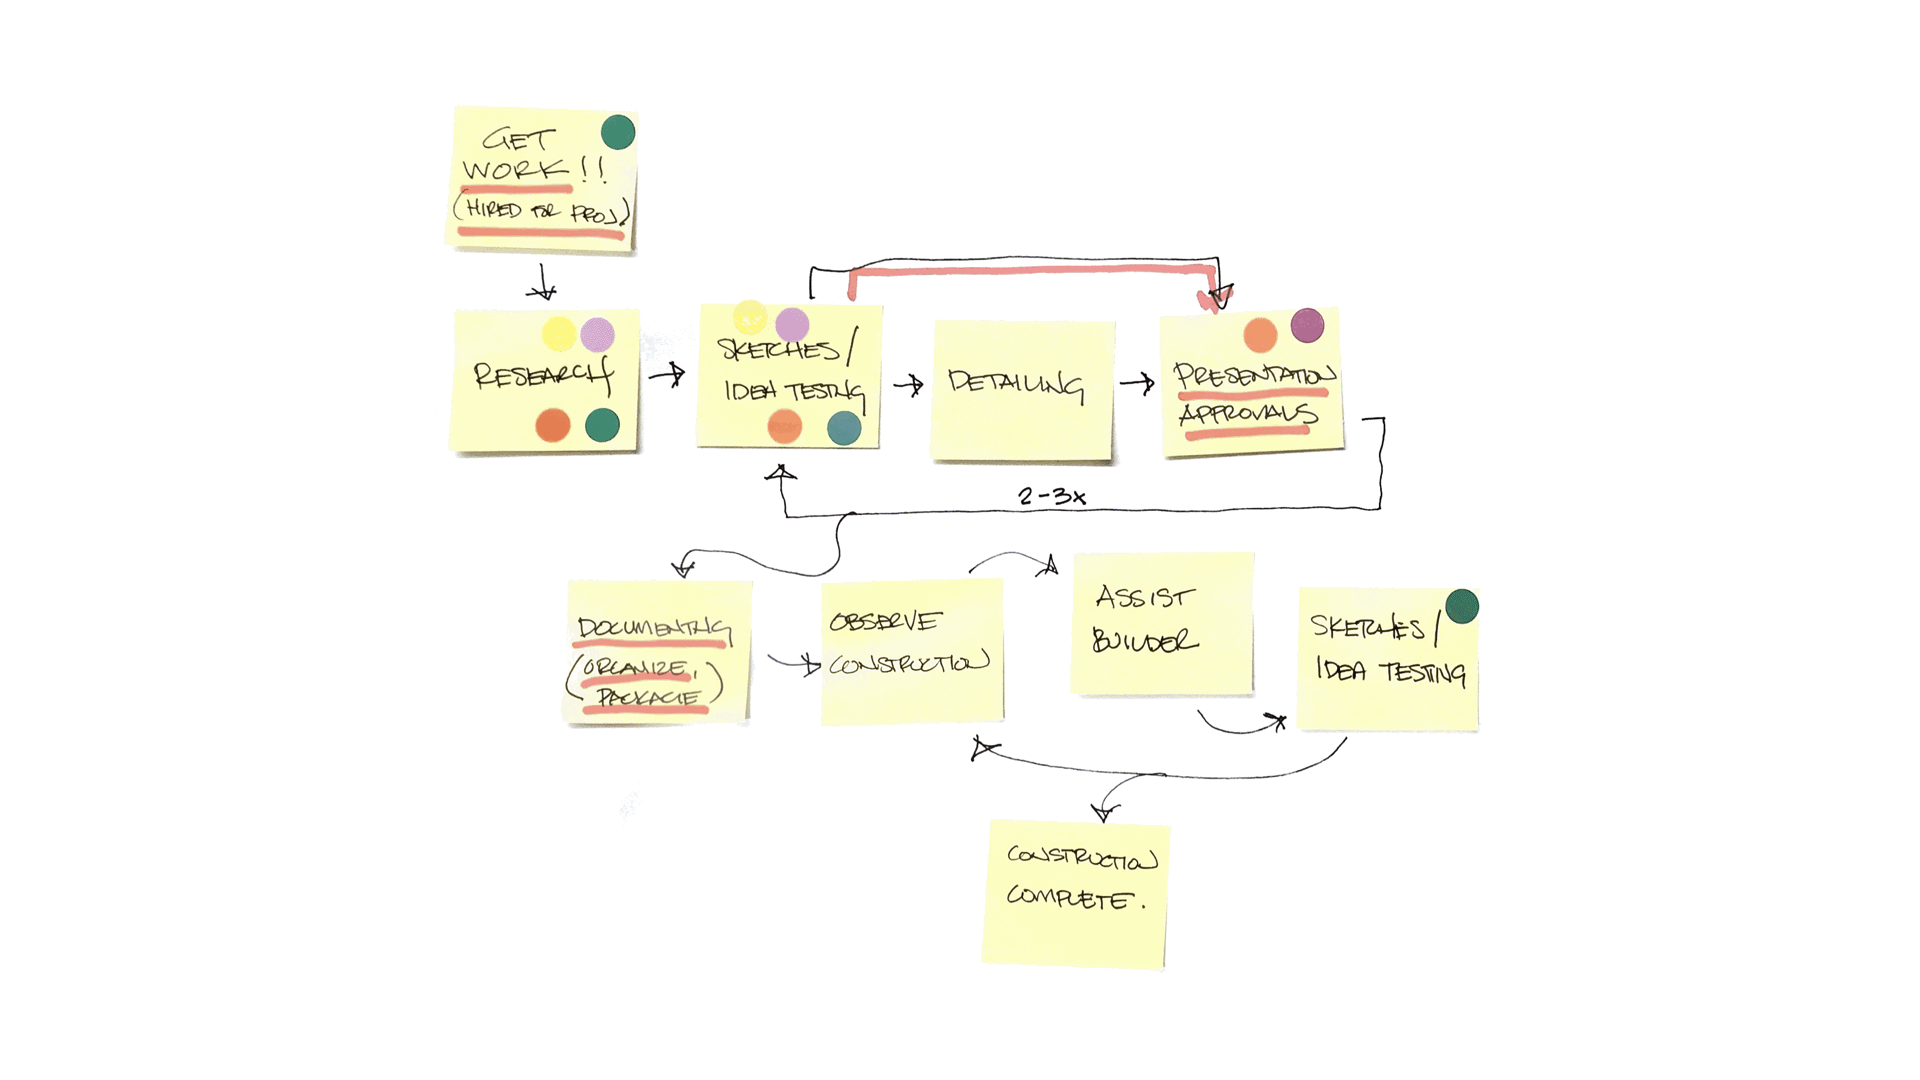 GET
WORK!!
(HIRED FOR PROJ)
RESEARCH
SKETCHES/
IDEA TESTING
DETAILING
PRESENTATION
APPROVALS
2-3x
DOCUMENTING
(ORGANIZE,
PACKAGE)
OBSERVE
CONSTRUCTION
ASSIST
BUILDER
SKETCHES/
IDEA TESTING
CONSTRUCTION
COMPLETE.